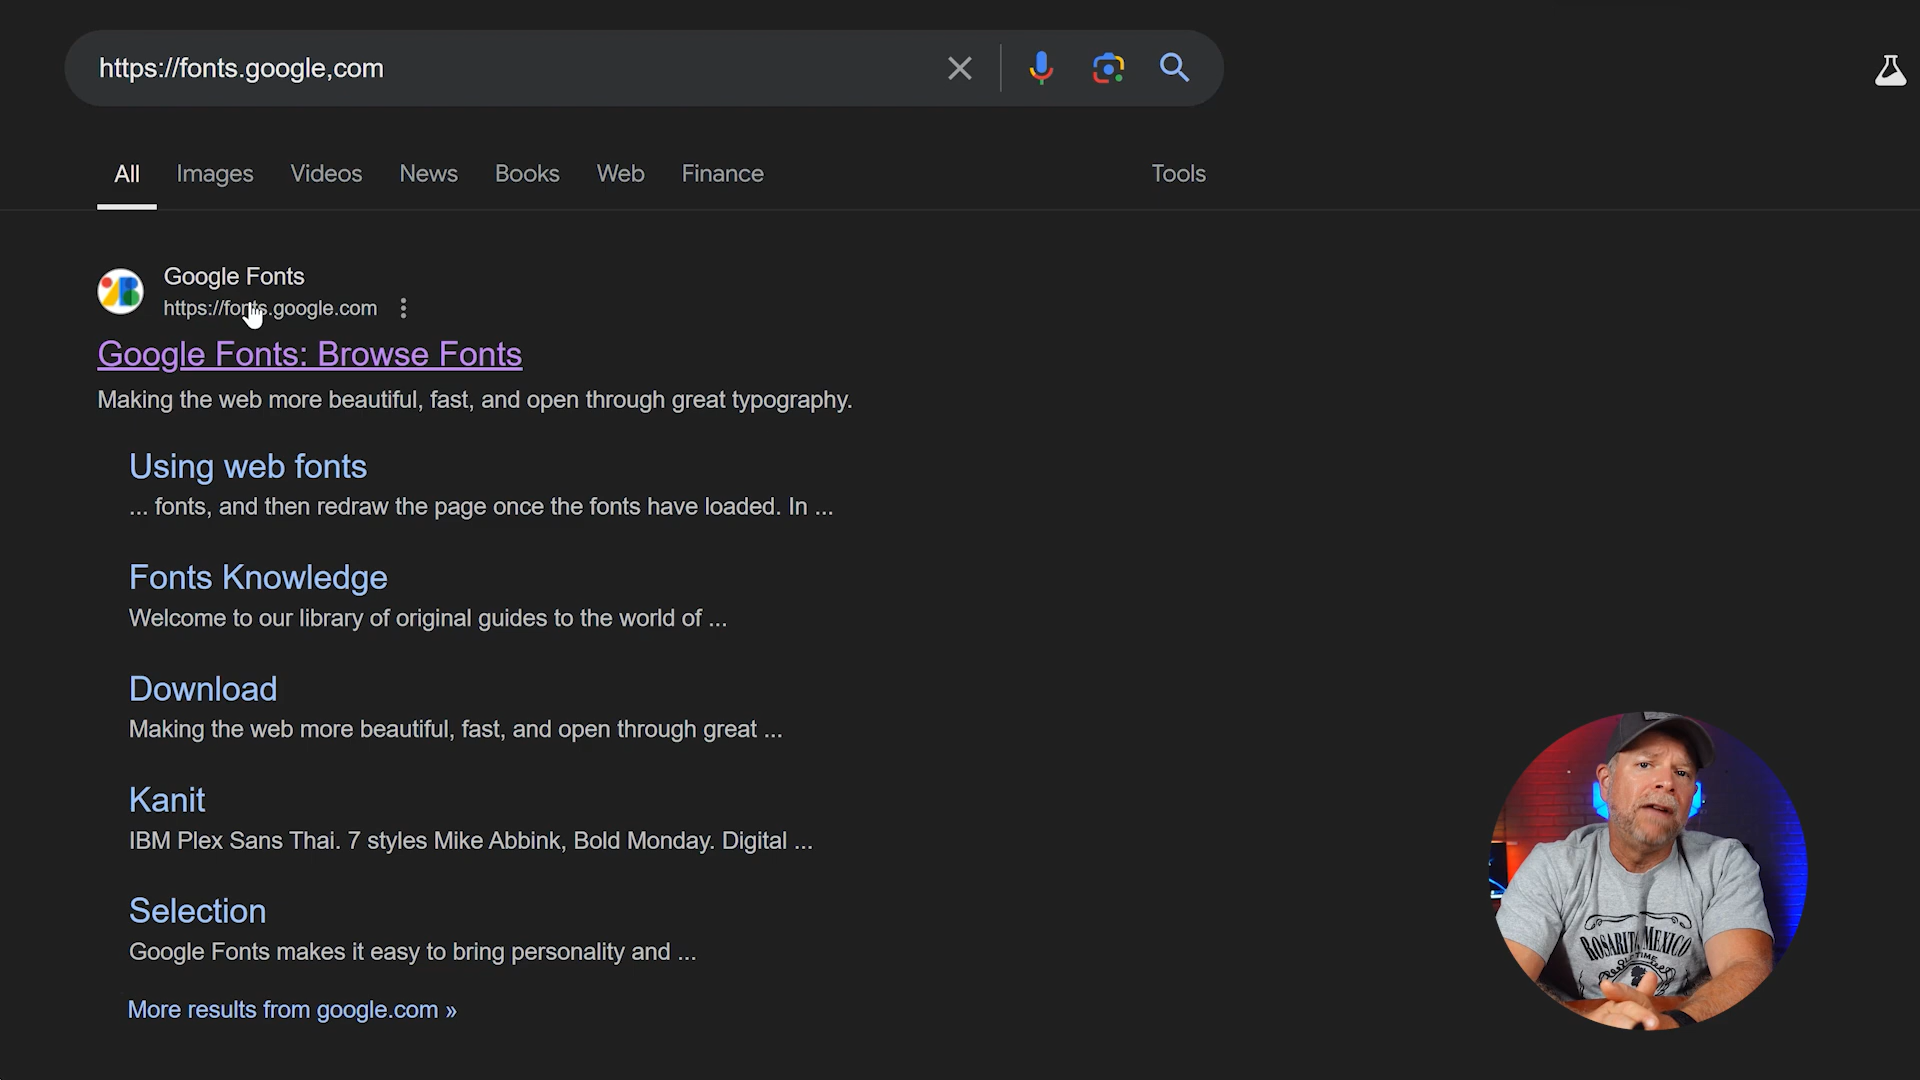 https://fonts.google,com
All Images Videos News Books Web Finance Tools
Google Fonts
https://fonts.google.com
Google Fonts: Browse Fonts
Making the web more beautiful, fast, and open through great typography.
Using web fonts
... fonts, and then redraw the page once the fonts have loaded. In ...
Fonts Knowledge
Welcome to our library of original guides to the world of ...
Download
Making the web more beautiful, fast, and open through great ...
Kanit
IBM Plex Sans Thai. 7 styles Mike Abbink, Bold Monday. Digital ...
Selection
Google Fonts makes it easy to bring personality and ...
More results from google.com »
MEXICO